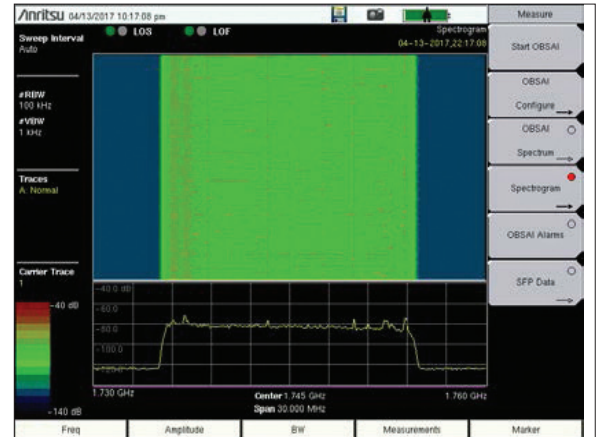 Anritsu 04/13/2017 10:17:08 pm
Measure
Sweep Interval
Auto
LOS
LOF
Spectrogram
04-13-2017,22:17:08
#RBW
100 kHz
#VBW
1 kHz
Traces
A: Normal
Carrier Trace
1
-40 dB
-140 dB
-40.0 dB
-60.0
-80.0
-100.0
1.730 GHz
Center 1.745 GHz
Span 30.000 MHz
1.760 GHz
Start OBSAI
OBSAI
Configure
OBSAI
Spectrum
Spectrogram
OBSAI Alarms
SFP Data
Freq
Amplitude
BW
Measurements
Marker